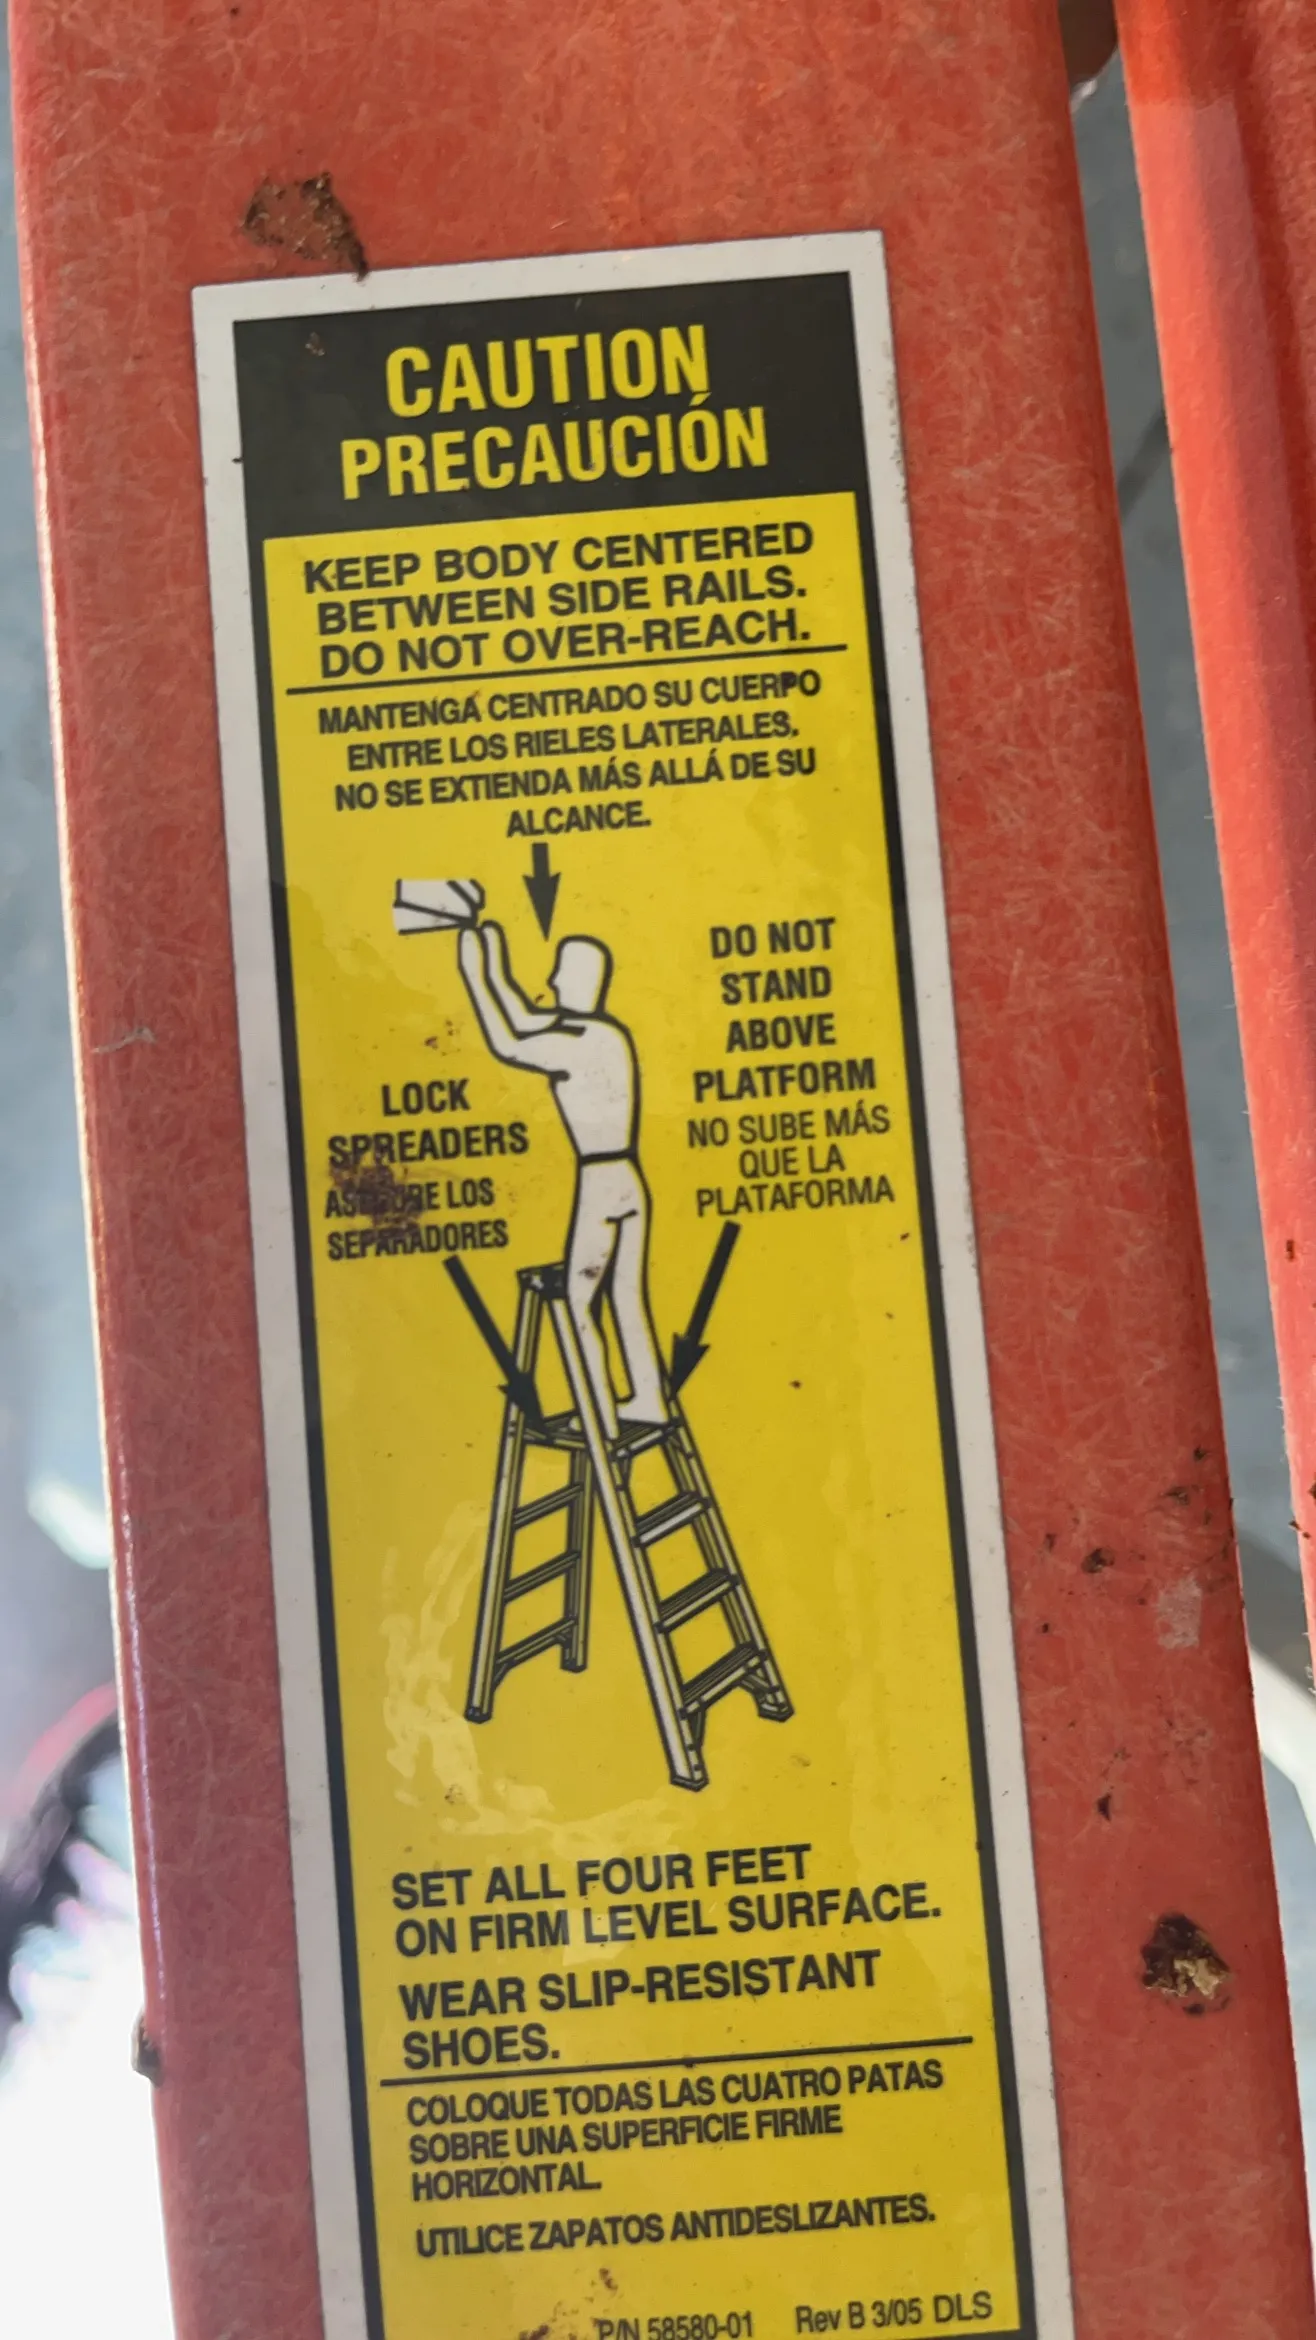 CAUTION
PRECAUCIÓN
KEEP BODY CENTERED
BETWEEN SIDE RAILS.
DO NOT OVER-REACH.
MANTENGA CENTRADO SU CUERPO
ENTRE LOS RIELES LATERALES.
NO SE EXTIENDA MÁS ALLÁ DE SU
ALCANCE.
DO NOT
STAND
ABOVE
PLATFORM
NO SUBE MÁS
QUE LA
PLATAFORMA
LOCK
SPREADERS
ASEGURE LOS
SEPARADORES
SET ALL FOUR FEET
ON FIRM LEVEL SURFACE.
WEAR SLIP-RESISTANT
SHOES.
COLOQUE TODAS LAS CUATRO PATAS
SOBRE UNA SUPERFICIE FIRME
HORIZONTAL.
UTILICE ZAPATOS ANTIDESLIZANTES.
P/N 58580-01 Rev B 3/05 DLS